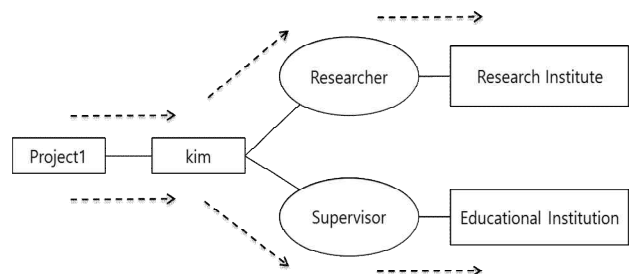 Researcher
Research Institute
Project1
kim
Supervisor
Educational Institution